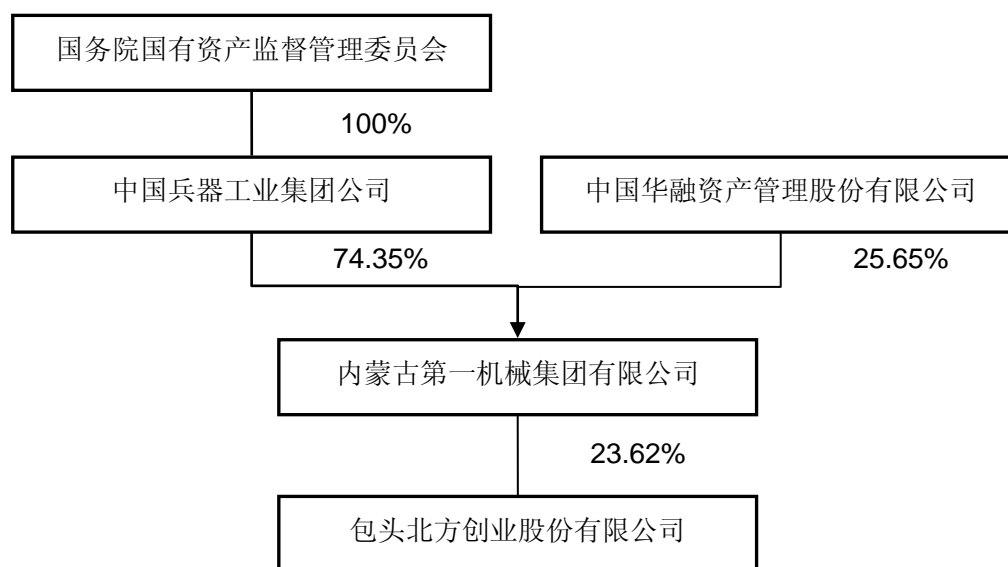 国务院国有资产监督管理委员会
100%
中国兵器工业集团公司
中国华融资产管理股份有限公司
74.35%
25.65%
内蒙古第一机械集团有限公司
23.62%
包头北方创业股份有限公司